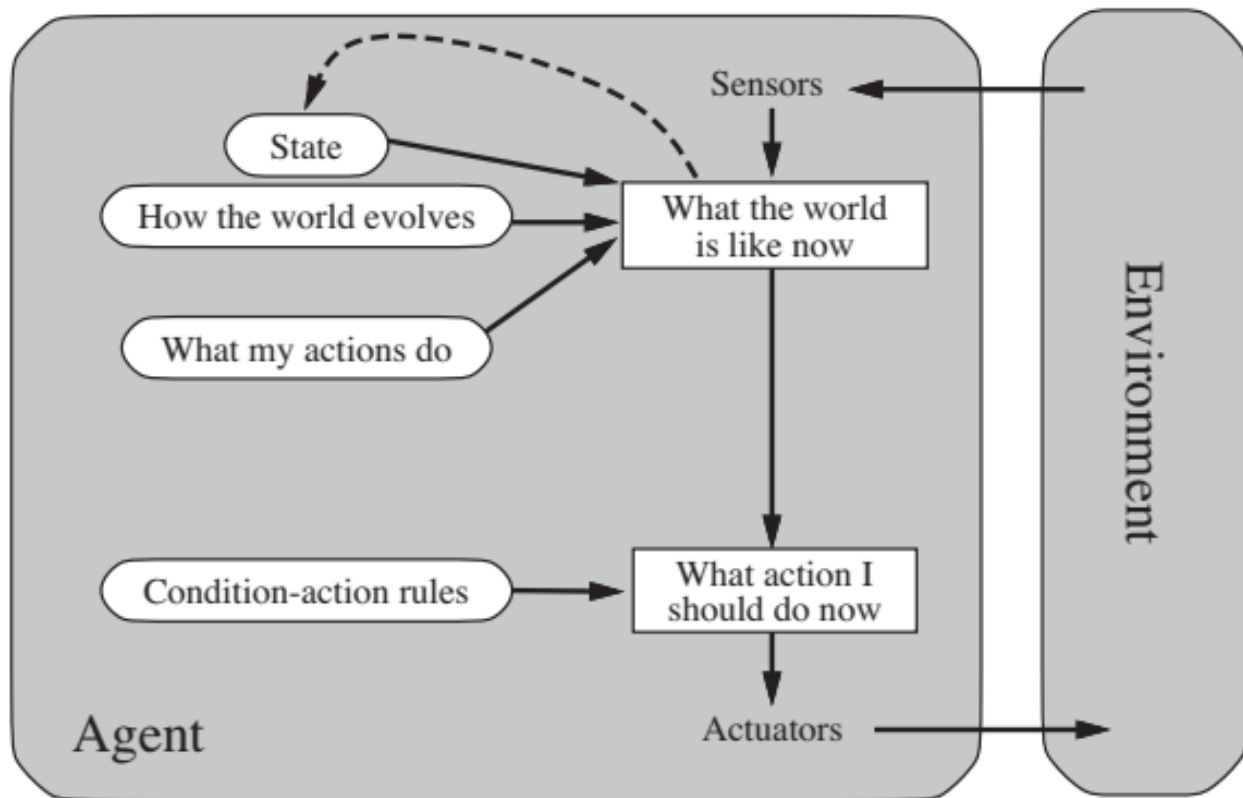 Sensors
State
How the world evolves
What the world
is like now
What my actions do
Environment
Condition-action rules
What action I
should do now
Agent
Actuators